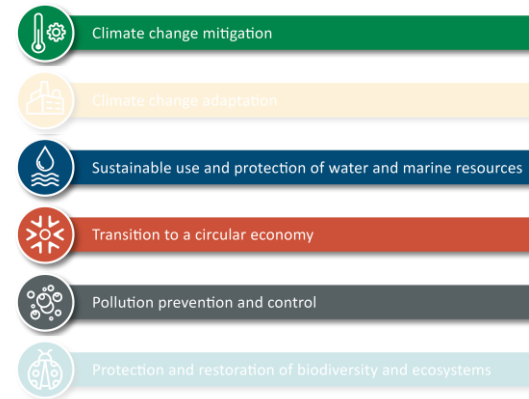 Climate change mitigation
Climate change adaptation
Sustainable use and protection of water and marine resources
Transition to a circular economy
Pollution prevention and control
Protection and restoration of biodiversity and ecosystems